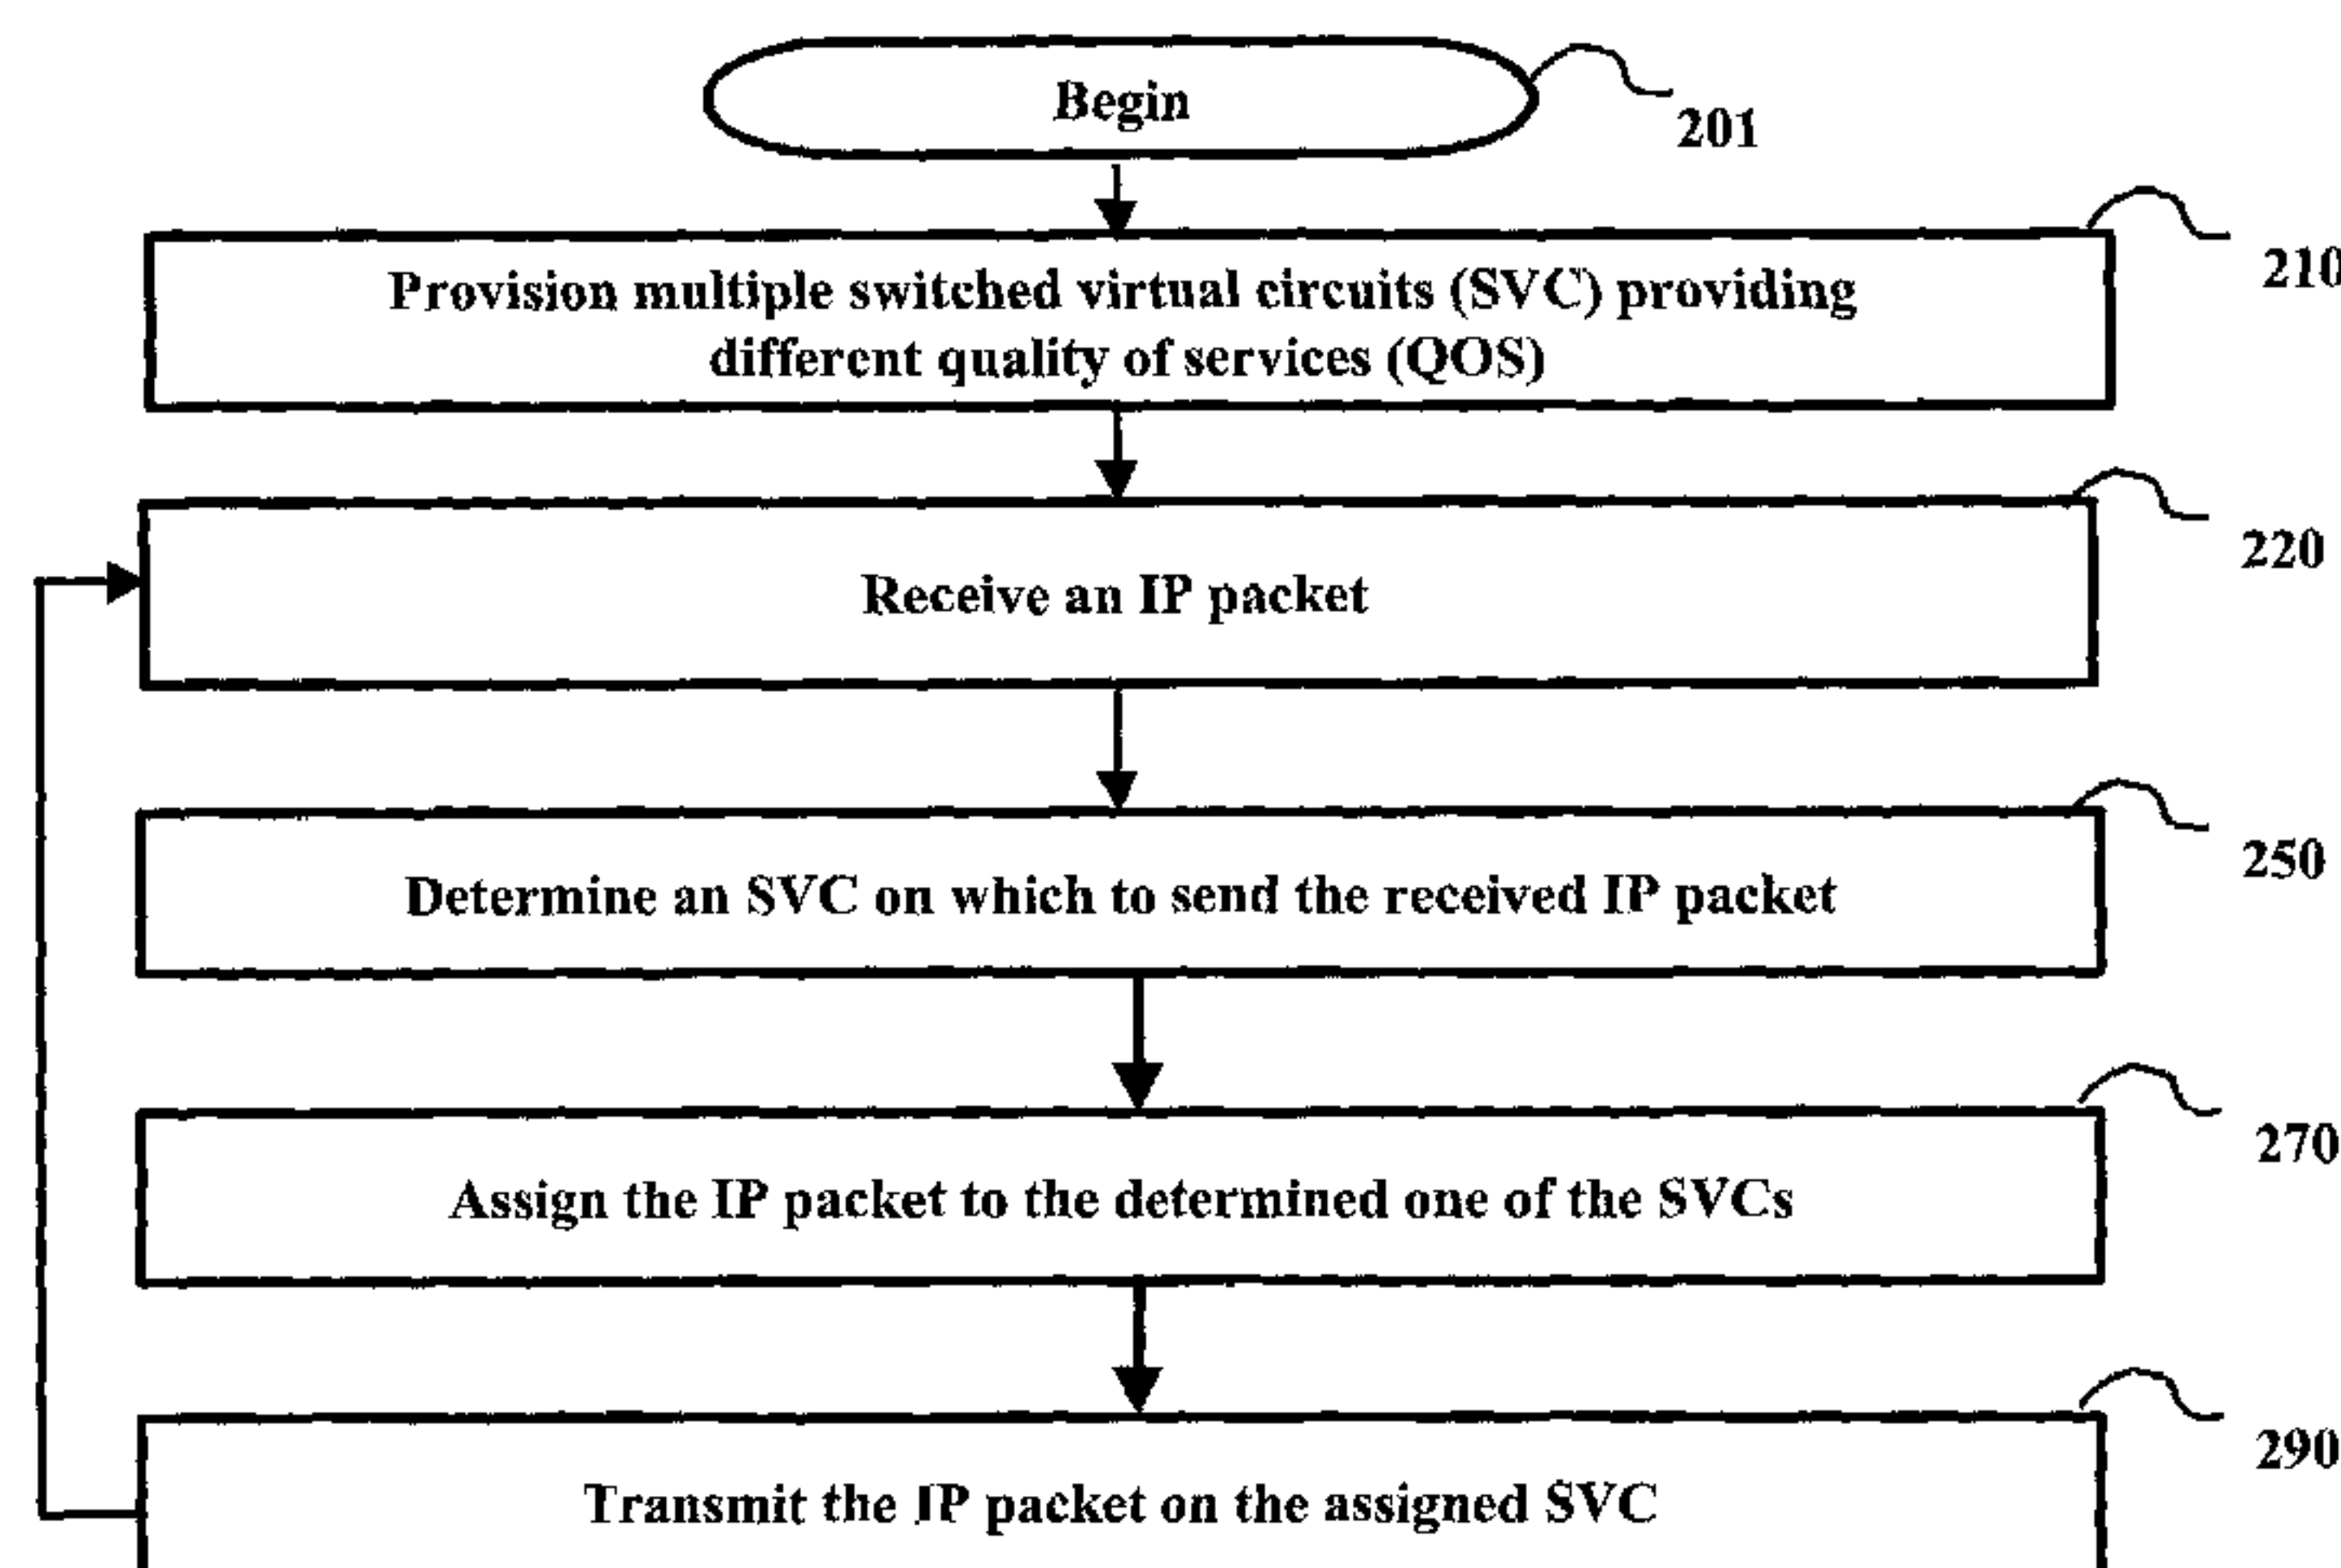 Begin
201
Provision multiple switched virtual circuits (SVC) providing
different quality of services (QOS)
210
Receive an IP packet
220
Determine an SVC on which to send the received IP packet
250
Assign the IP packet to the determined one of the SVCs
270
Transmit the IP packet on the assigned SVC
290